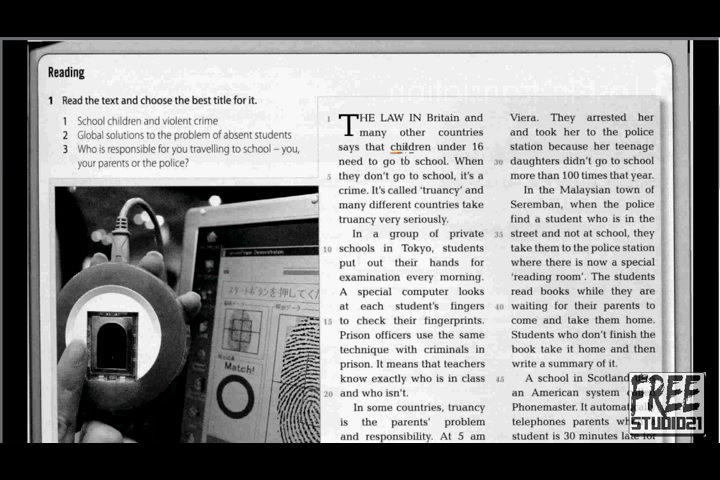 Reading
1 Read the text and choose the best title for it.
1 School children and violent crime
2 Global solutions to the problem of absent students
3 Who is responsible for you travelling to school – you,
your parents or the police?
Match!
1 THE LAW IN Britain and
many other countries
says that children under 16
need to go to school. When
5 they don't go to school, it's a
crime. It's called 'truancy' and
many different countries take
truancy very seriously.
In a group of private
10 schools in Tokyo, students
put out their hands for
examination every morning.
A special computer looks
at each student's fingers
15 to check their fingerprints.
Prison officers use the same
technique with criminals in
prison. It means that teachers
know exactly who is in class
20 and who isn't.
In some countries, truancy
is the parents' problem
and responsibility. At 5 am
Viera. They arrested her
and took her to the police
station because her teenage
30 daughters didn't go to school
more than 100 times that year.
In the Malaysian town of
Seremban, when the police
find a student who is in the
35 street and not at school, they
take them to the police station
where there is now a special
'reading room'. The students
read books while they are
40 waiting for their parents to
come and take them home.
Students who don't finish the
book take it home and then
write a summary of it.
45 A school in Scotland
an American system
Phonemaster. It
telephones parents
student is 30 minutes late for
FREE
STUDIO21